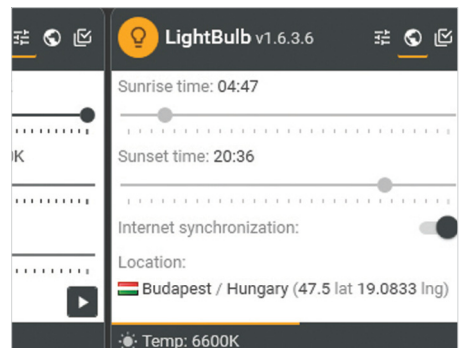 LightBulb v1.6.3.6
Sunrise time: 04:47
K
Sunset time: 20:36
Internet synchronization:
Location:
Budapest / Hungary (47.5 lat 19.0833 lng)
Temp: 6600K